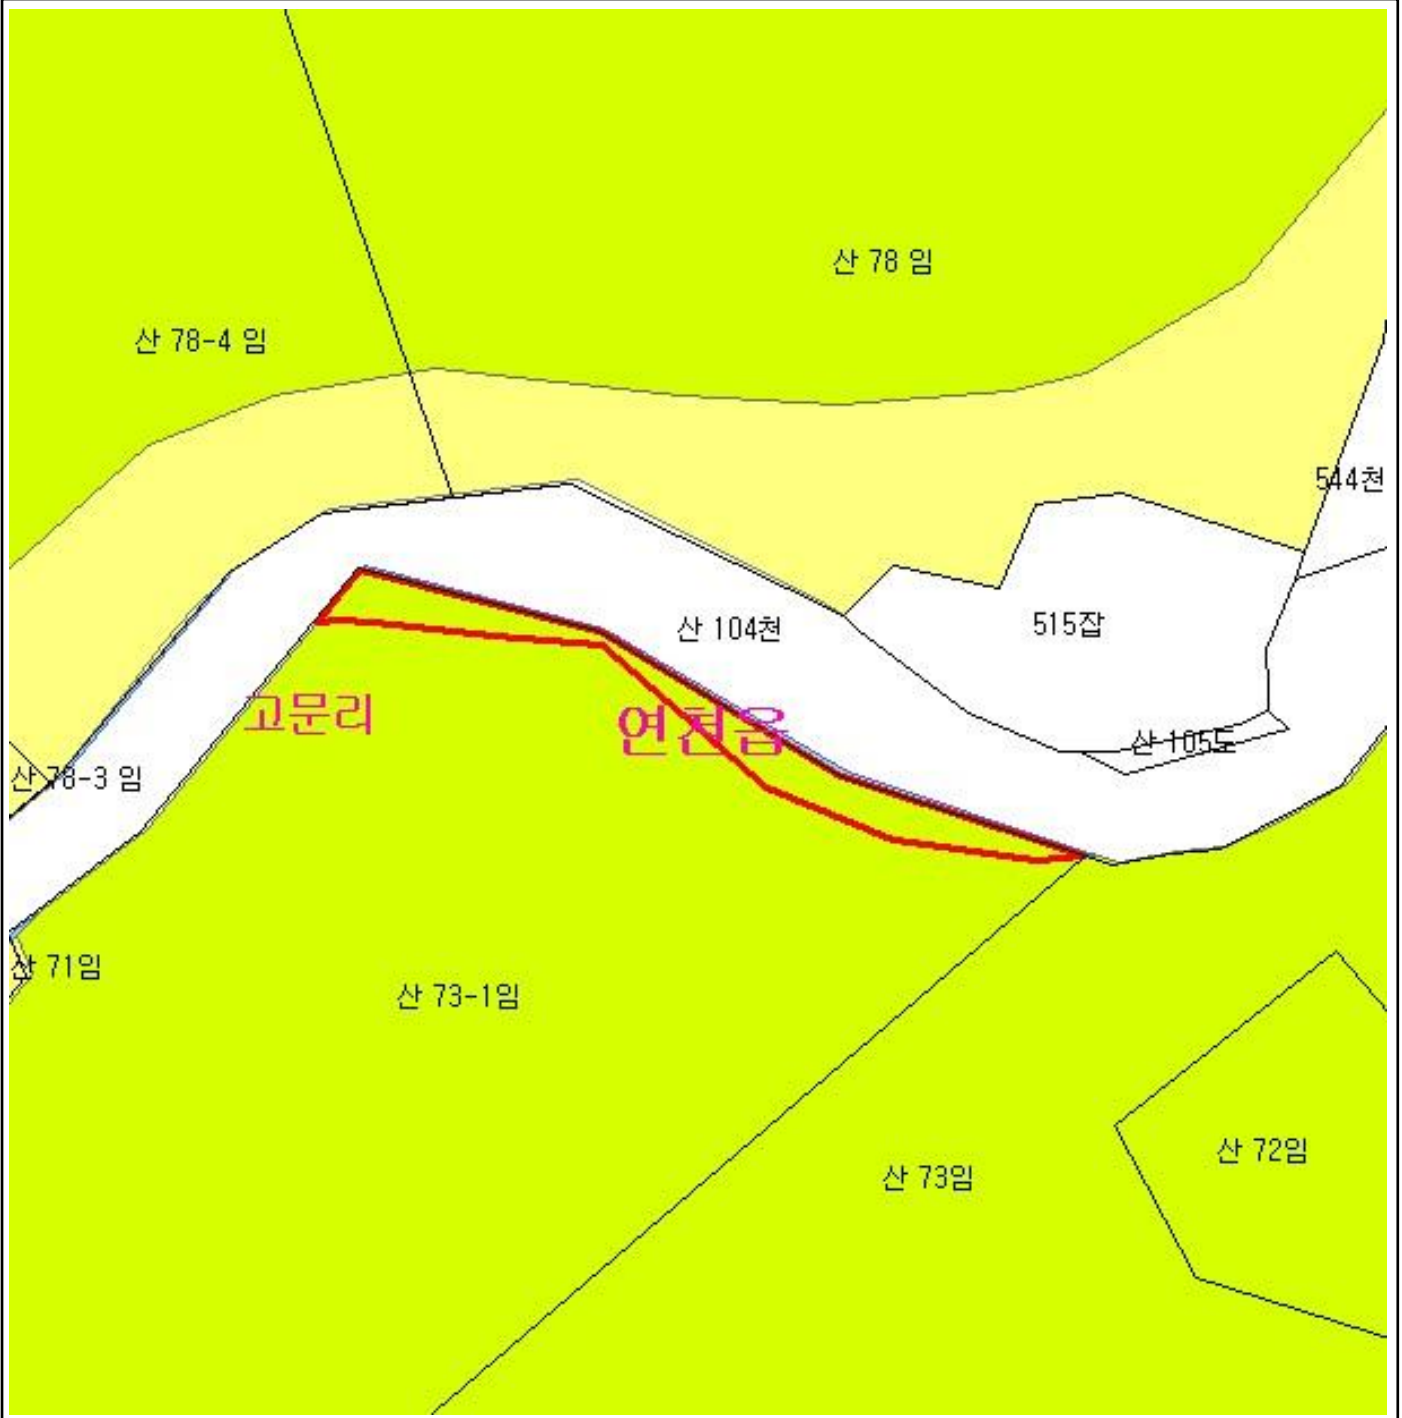 산 78 임
산 78-4 임
544천
산 104천
515잡
고문리
연천읍
산 105도
산 78-3 임
산 71임
산 73-1임
산 72임
산 73임